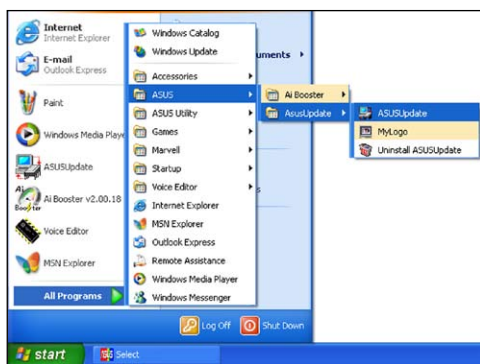 Internet
Internet Explorer
E-mail
Outlook Express
Paint
Windows Media Playe
ASUSUpdate
Ai Booster v2.00.18
Voice Editor
MSN Explorer
All Programs
Windows Catalog
Windows Update
Accessories
ASUS
ASUS Utility
Games
Marvell
Startup
Voice Editor
Internet Explorer
MSN Explorer
Outlook Express
Remote Assistance
Windows Media Player
Windows Messenger
uments
s
Ai Booster
AsusUpdate
ASUSUpdate
MyLogo
Uninstall ASUSUpdate
Log Off
Shut Down
start
Select